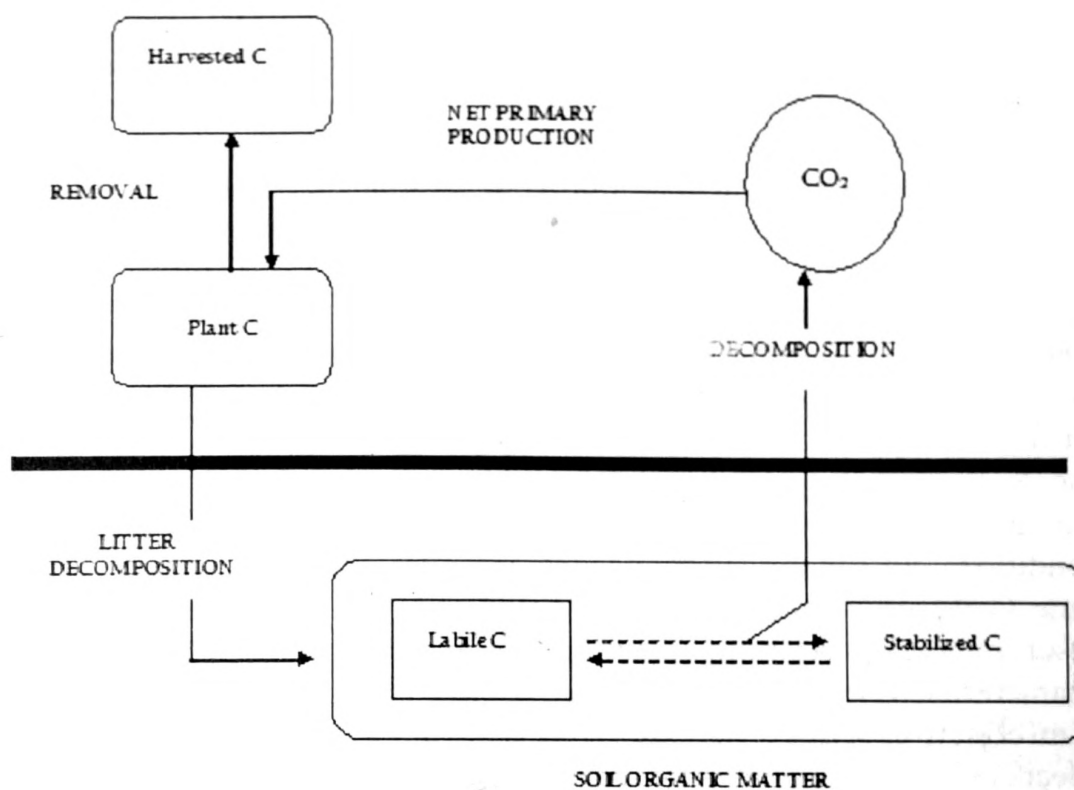 Harvested C
NET PRIMARY
PRODUCTION
CO₂
REMOVAL
Plant C
DECOMPOSITION
LITTER
DECOMPOSITION
Labile C
Stabilized C
SOIL ORGANIC MATTER